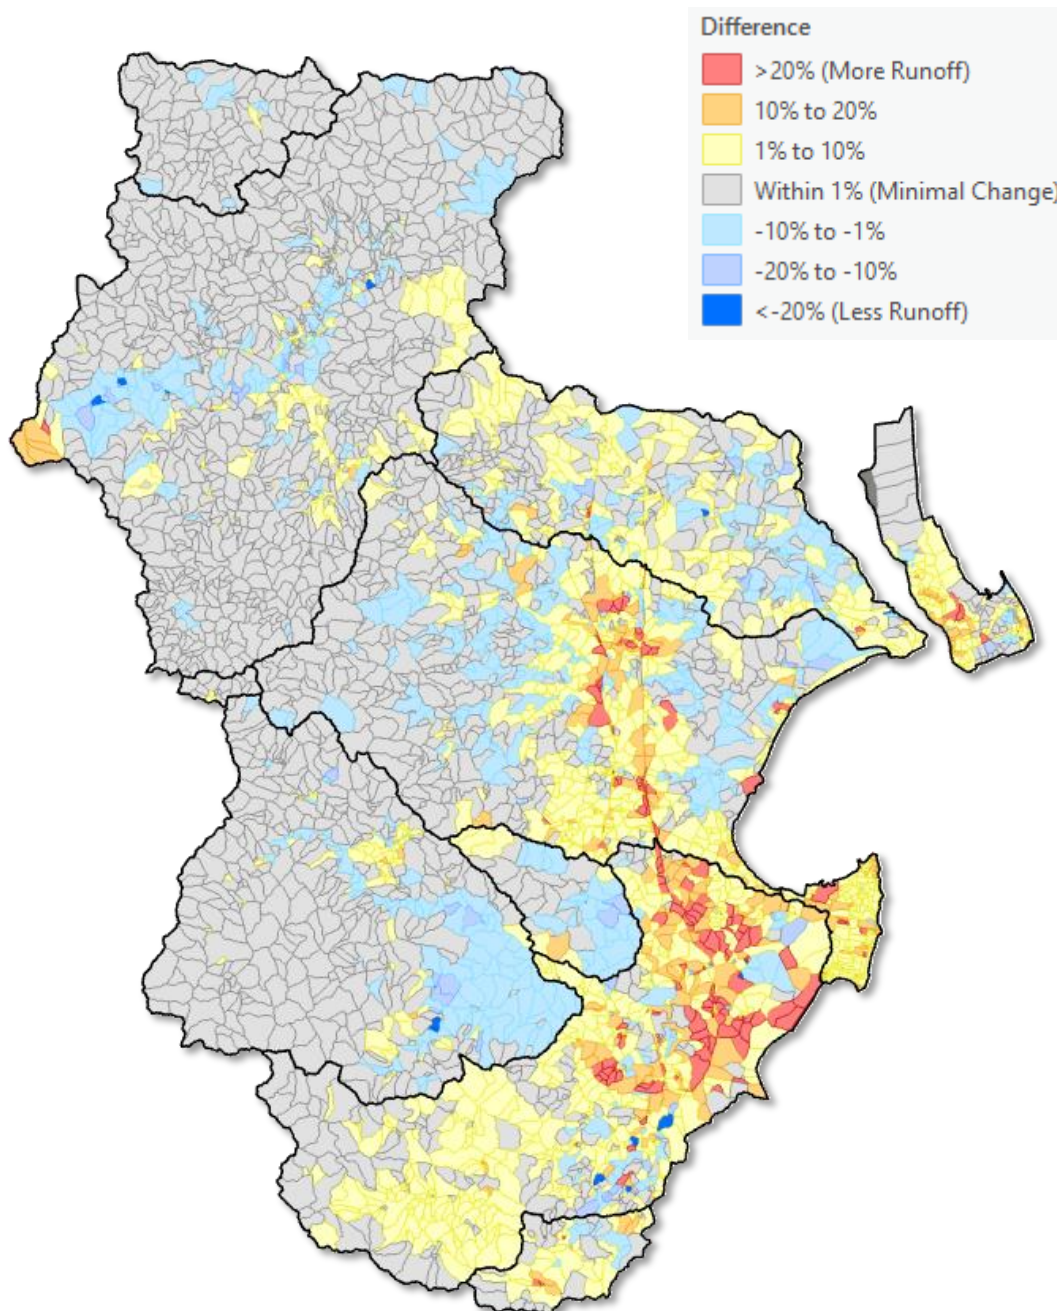 Difference
>20% (More Runoff)
10% to 20%
1% to 10%
Within 1% (Minimal Change)
-10% to -1%
-20% to -10%
<-20% (Less Runoff)